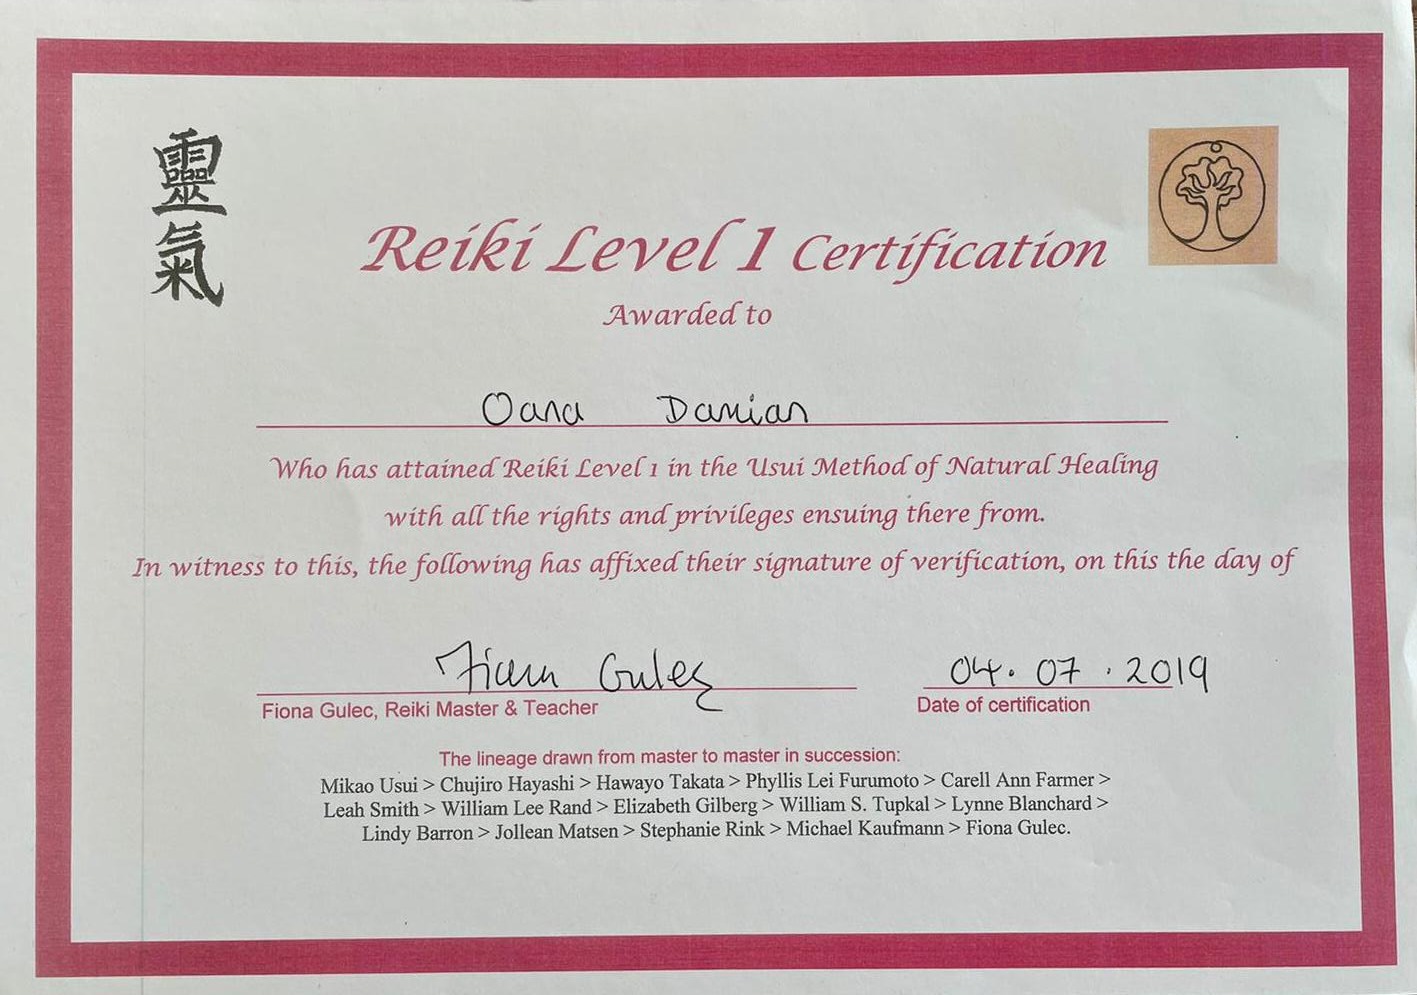 靈氣
Reiki Level 1 Certification
Awarded to
Oana Damian
Who has attained Reiki Level 1 in the Usui Method of Natural Healing
with all the rights and privileges ensuing there from.
In witness to this, the following has affixed their signature of verification, on this the day of
Fiona Gulec 04.07.2019
Fiona Gulec, Reiki Master & Teacher Date of certification
The lineage drawn from master to master in succession:
Mikao Usui > Chujiro Hayashi > Hawayo Takata > Phyllis Lei Furumoto > Carell Ann Farmer >
Leah Smith > William Lee Rand > Elizabeth Gilberg > William S. Tupkal > Lynne Blanchard >
Lindy Barron > Jollean Matsen > Stephanie Rink > Michael Kaufmann > Fiona Gulec.